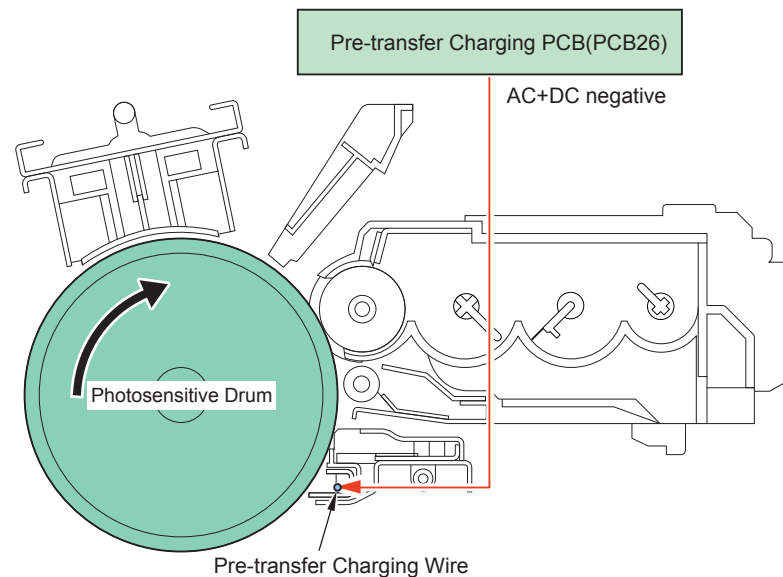 Pre-transfer Charging PCB(PCB26)
AC+DC negative
Photosensitive Drum
Pre-transfer Charging Wire